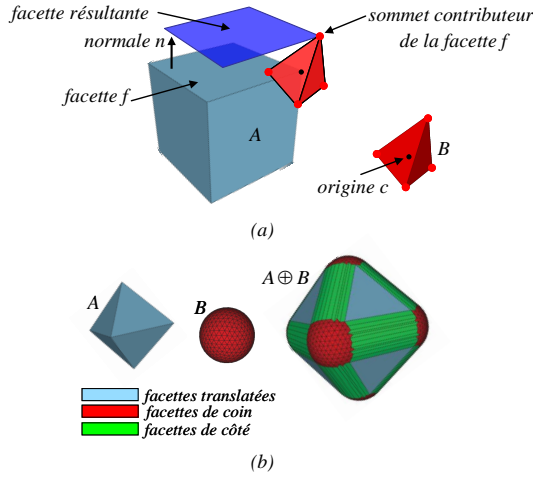 facette résultante
sommet contributeur
de la facette f
normale n
facette f
A
B
origine c
(a)
A
B
A ⊕ B
facettes translatées
facettes de coin
facettes de côté
(b)